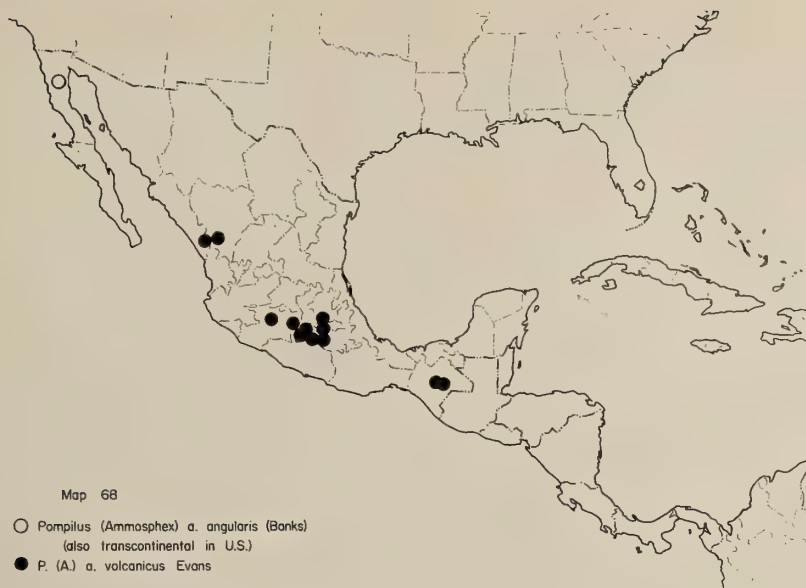 Map 68
Pompilus (Ammosphex) a. angularis (Banks)
(also transcontinental in U.S.)
P. (A.) a. volcanicus Evans